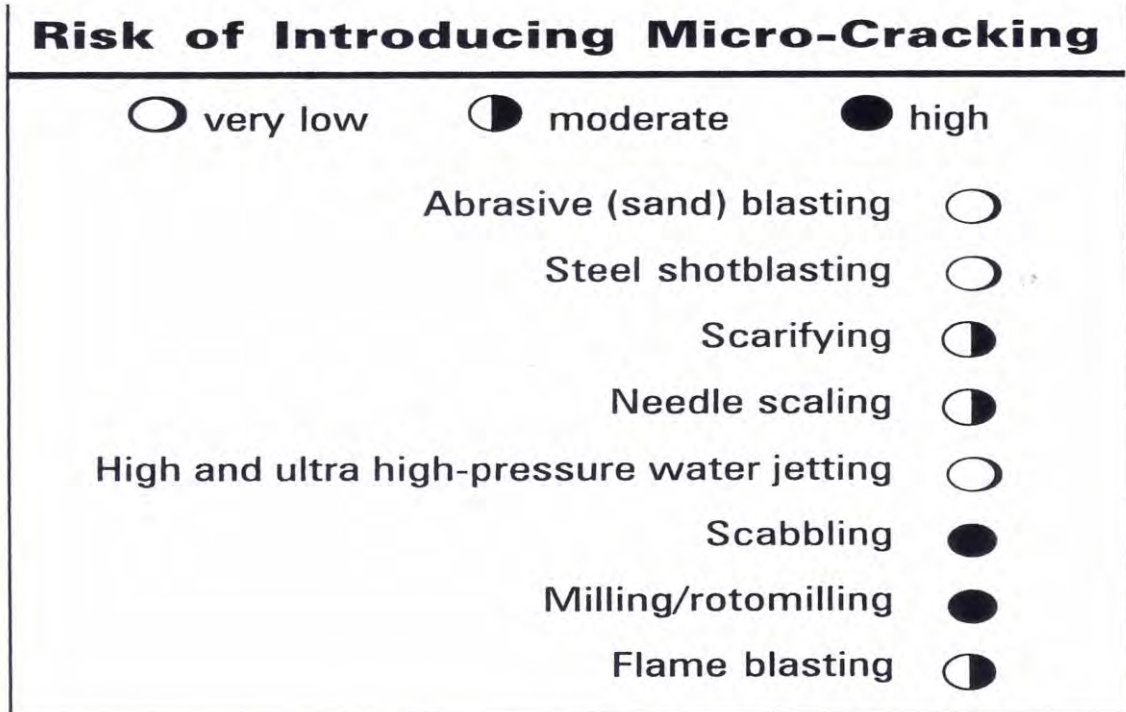 Risk of Introducing Micro-Cracking
very low moderate high
Abrasive (sand) blasting
Steel shotblasting
Scarifying
Needle scaling
High and ultra high-pressure water jetting
Scabbling
Milling/rotomilling
Flame blasting